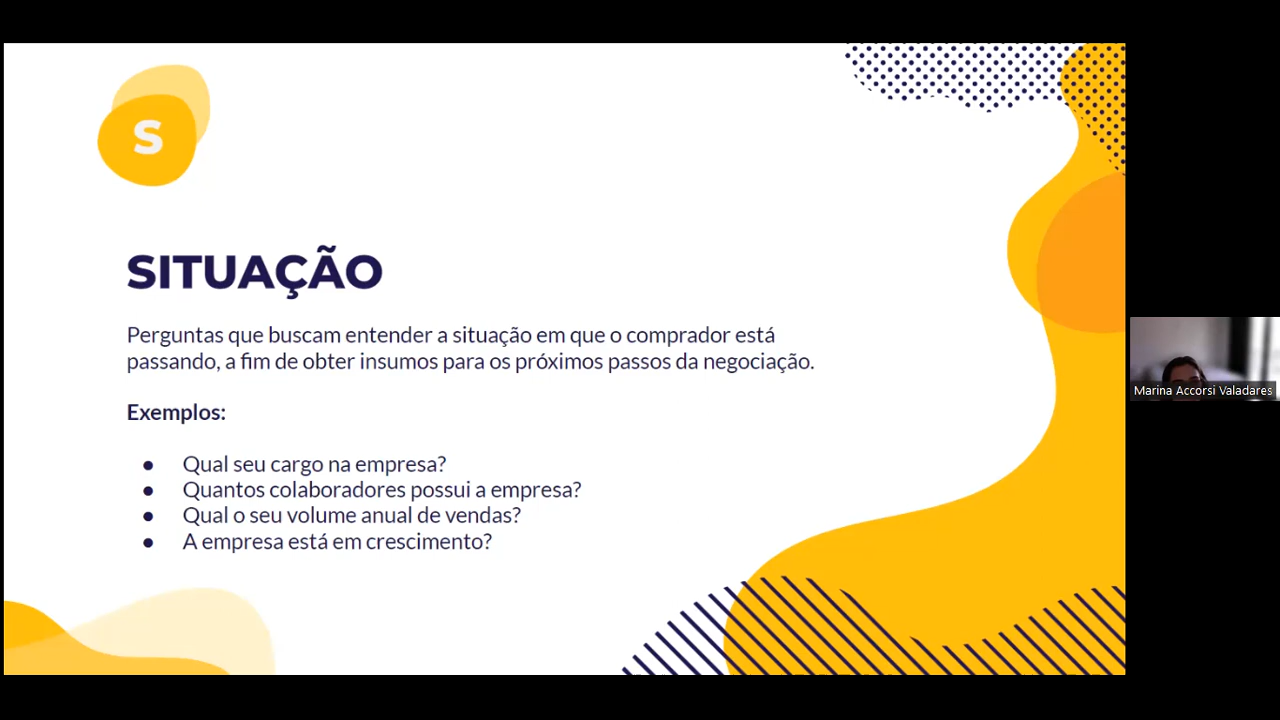 S
SITUAÇÃO
Perguntas que buscam entender a situação em que o comprador está
passando, a fim de obter insumos para os próximos passos da negociação.
Exemplos:
● Qual seu cargo na empresa?
● Quantos colaboradores possui a empresa?
● Qual o seu volume anual de vendas?
● A empresa está em crescimento?
Marina Accorsi Valadares